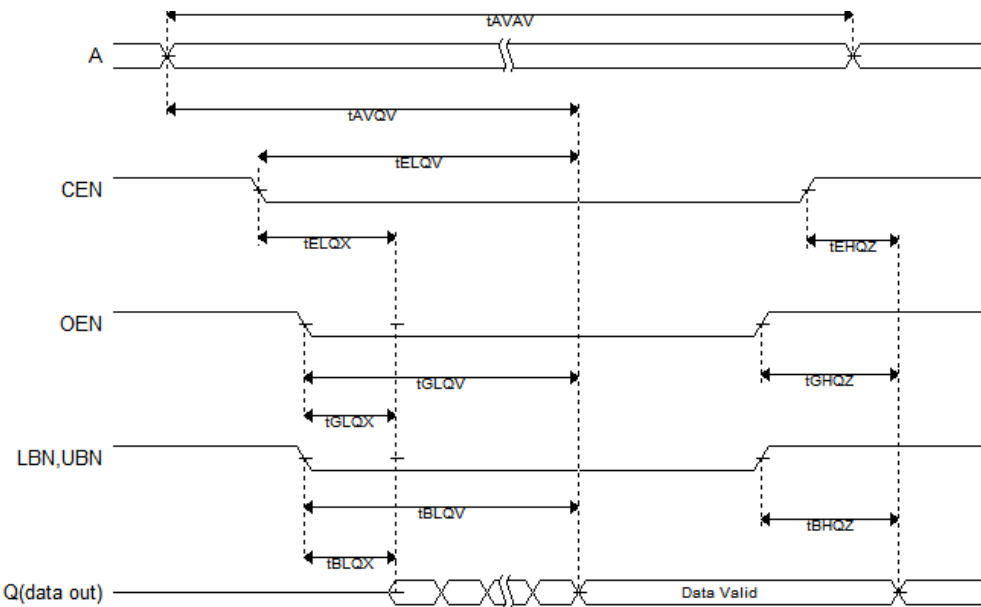 tAVAV
A
tAVQV
tELQV
CEN
tELQX
tEHQZ
OEN
tGLQV
tGHQZ
tGLQX
LBN,UBN
tBLQV
tBHQZ
tBLQX
Q(data out)
Data Valid